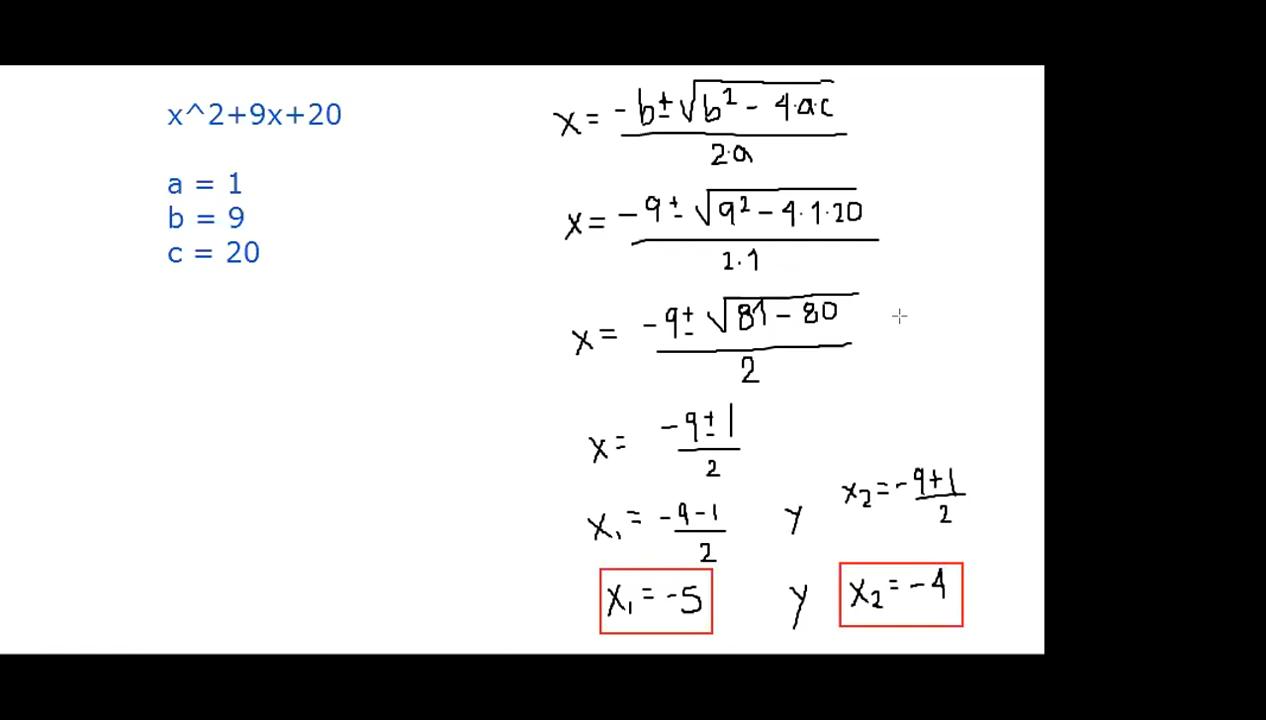 x^2+9x+20
a = 1
b = 9
c = 20
x = -b±√(b² - 4·a·c) / 2·a
x = -9±√(9² - 4·1·20) / 2·1
x = -9±√(81 - 80) / 2
x = -9±1 / 2
x₁ = -9-1 / 2 y x₂ = -9+1 / 2
x₁ = -5 y x₂ = -4